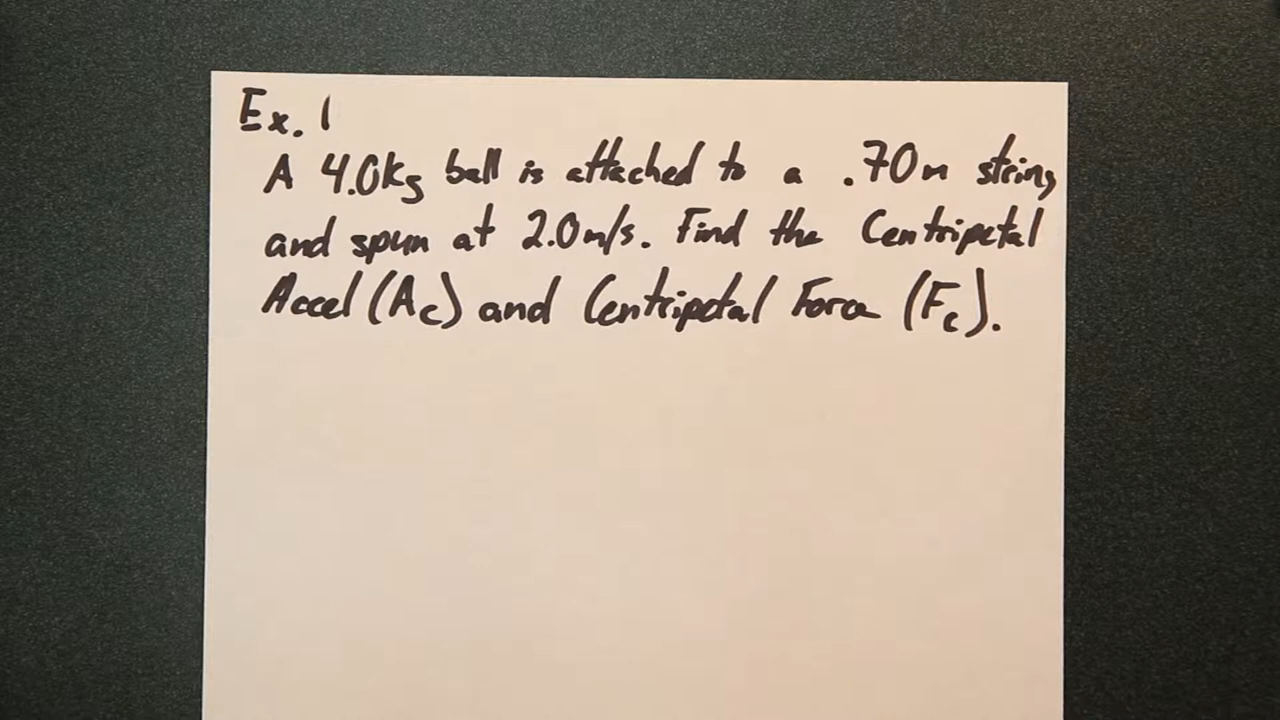 Ex. 1
A 4.0kg ball is attached to a .70m string
and spun at 2.0m/s. Find the Centripetal
Accel (Ac) and Centripetal Force (Fc).